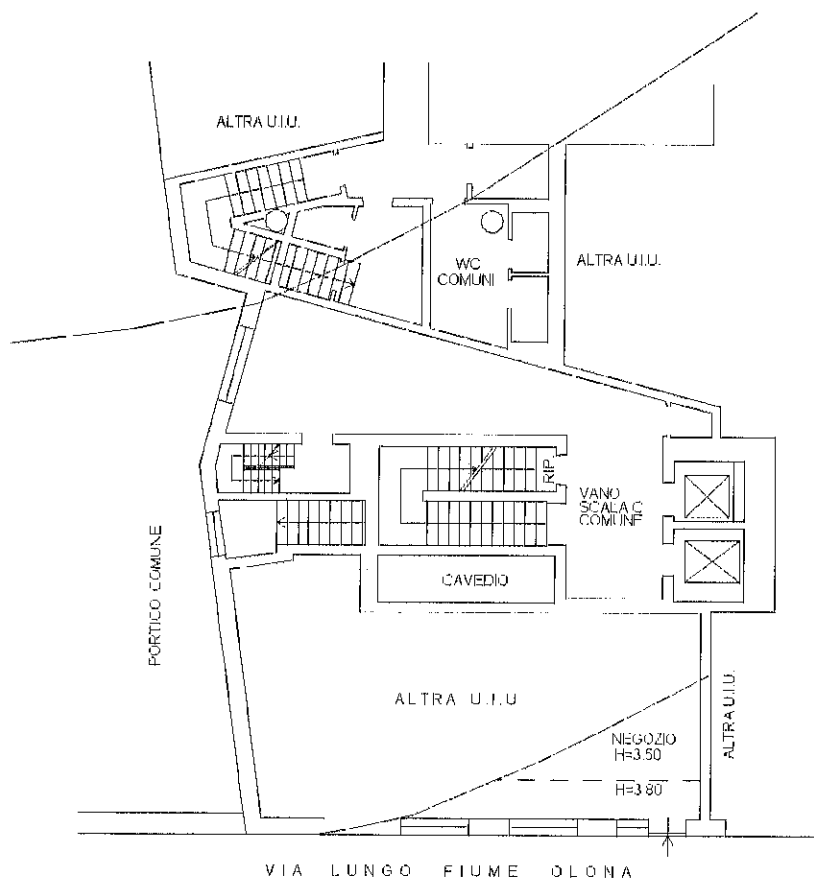 ALTRA U.I.U.
WC
COMUNI
ALTRA U.I.U.
RIP.
VANO
SCALA C
COMUNE
PORTICO COMUNE
CAVEDIO
ALTRA U.I.U
NEGOZIO
H=3.50
H=3.80
ALTRA U.I.U.
VIA LUNGO FIUME OLONA